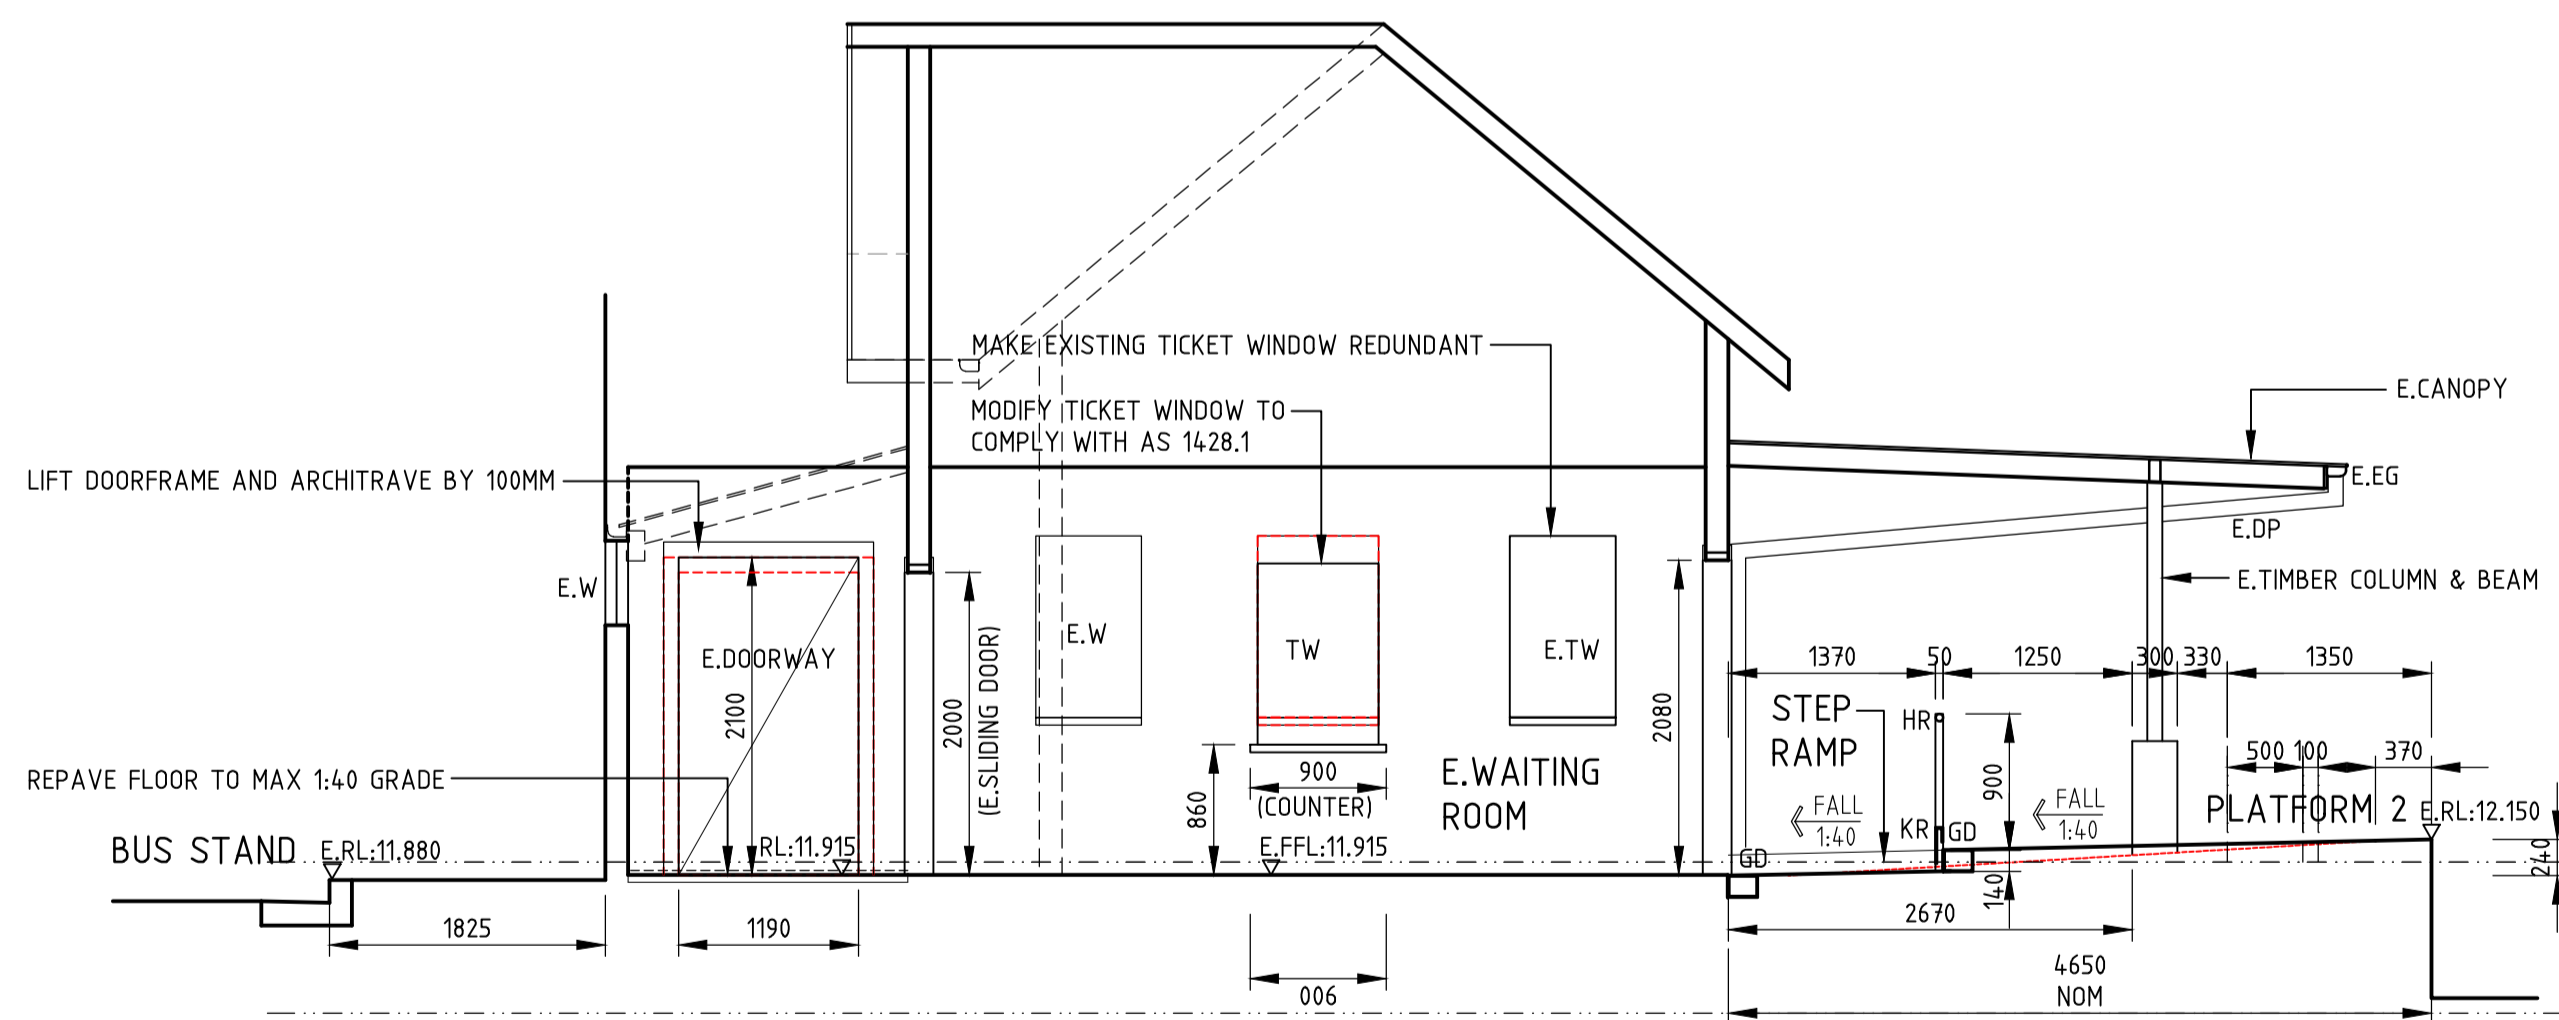 MAKE EXISTING TICKET WINDOW REDUNDANT
E.CANOPY
MODIFY TICKET WINDOW TO
COMPLY WITH AS 1428.1
LIFT DOORFRAME AND ARCHITRAVE BY 100MM
E.EG
E.DP
E.W
E.TIMBER COLUMN & BEAM
E.W
TW
E.TW
E.DOORWAY
2100
2000
(E.SLIDING DOOR)
2080
1370
50
1250
300
330
1350
STEP
RAMP
HR
900
500
100
370
REPAVE FLOOR TO MAX 1:40 GRADE
900
(COUNTER)
860
E.WAITING
ROOM
FALL
1:40
FALL
1:40
KR
GD
PLATFORM 2
E.RL:12.150
BUS STAND
E.RL:11.880
RL:11.915
E.FFL:11.915
GD
140
240
1825
1190
2670
900
4650
NOM